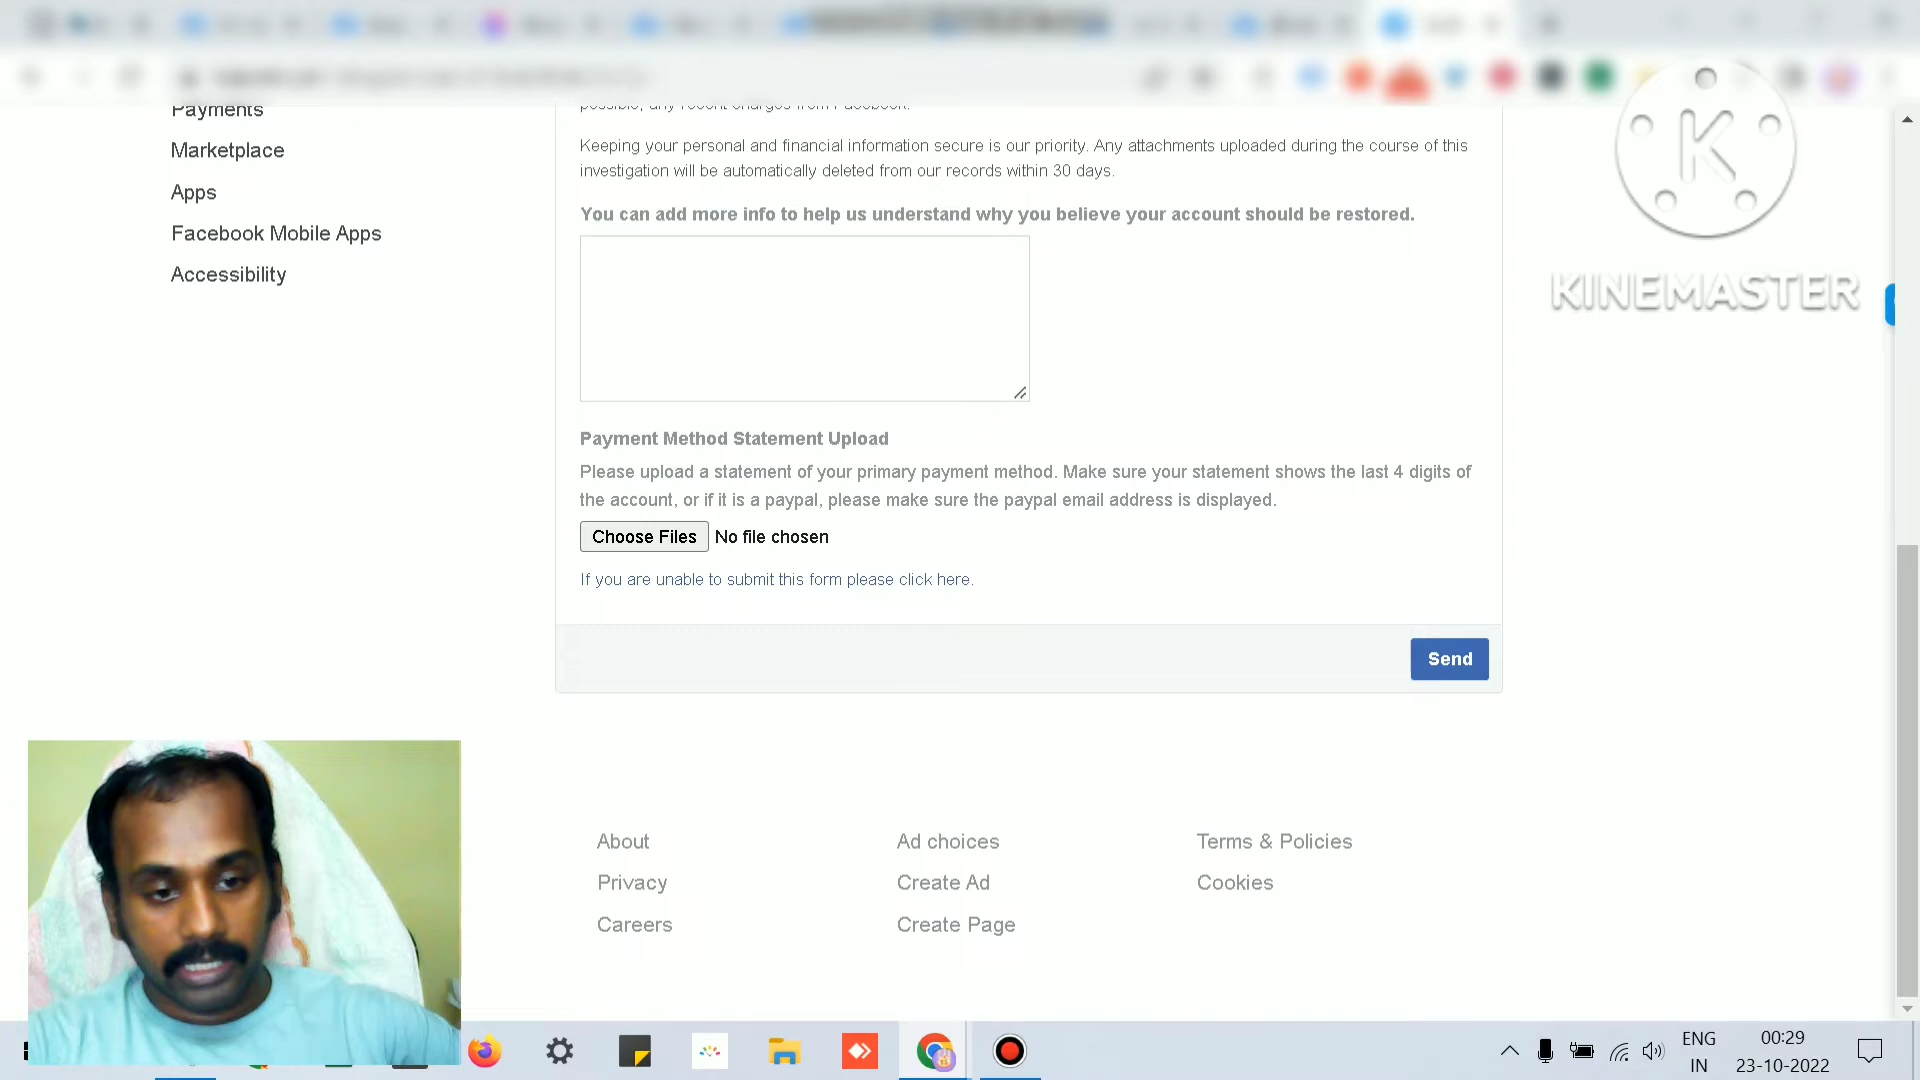 Payments
Marketplace
Apps
Facebook Mobile Apps
Accessibility
possible, any recent charges from Facebook.
Keeping your personal and financial information secure is our priority. Any attachments uploaded during the course of this
investigation will be automatically deleted from our records within 30 days.
You can add more info to help us understand why you believe your account should be restored.
Payment Method Statement Upload
Please upload a statement of your primary payment method. Make sure your statement shows the last 4 digits of
the account, or if it is a paypal, please make sure the paypal email address is displayed.
Choose Files No file chosen
If you are unable to submit this form please click here.
Send
K
KINEMASTER
About
Ad choices
Terms & Policies
Privacy
Create Ad
Cookies
Careers
Create Page
ENG
IN
00:29
23-10-2022